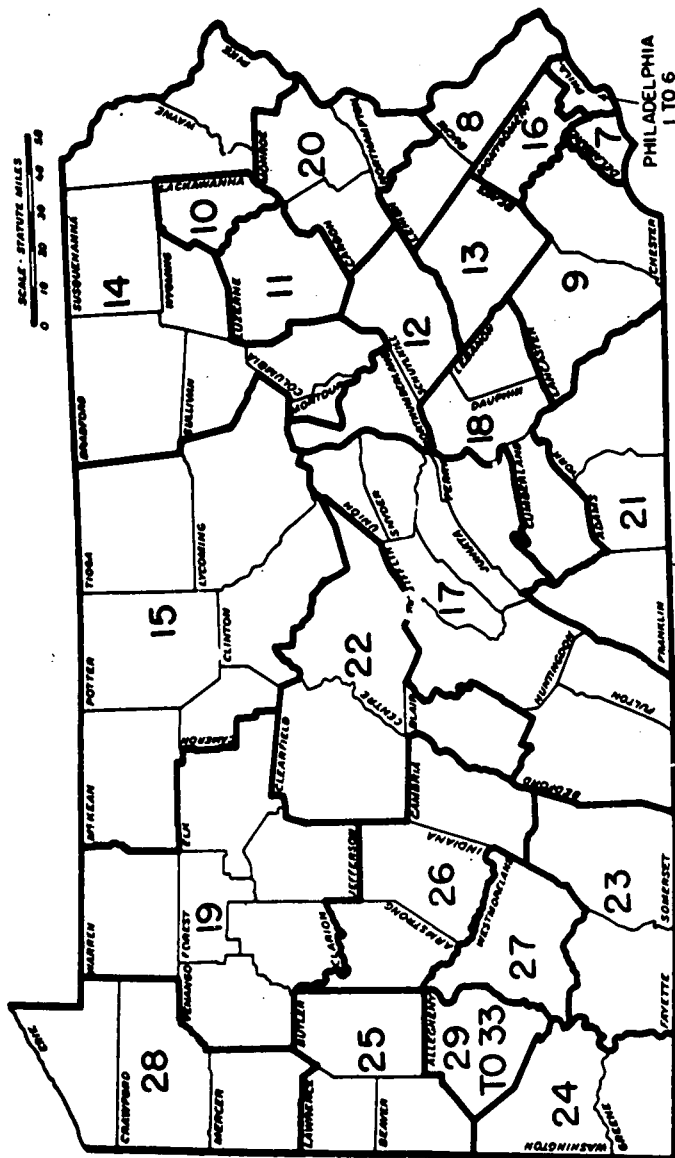 SCALE - STATUTE MILES
0 10 20 30 40 50
ERIE
CRAWFORD
28
MERCER
LAWRENCE
BEAVER
WARREN
FOREST
VENANGO
19
CLARION
BUTLER
25
ALLEGHENY
29
TO 33
McKEAN
ELK
CAMERON
JEFFERSON
CLEARFIELD
ARMSTRONG
26
INDIANA
WESTMORELAND
27
WASHINGTON
24
GREENE
FAYETTE
SOMERSET
23
CAMBRIA
BLAIR
BEDFORD
POTTER
15
CLINTON
TIOGA
LYCOMING
22
CENTRE
UNION
SNYDER
MIFFLIN
17
JUNIATA
PERRY
HUNTINGDON
FULTON
FRANKLIN
CUMBERLAND
ADAMS
21
YORK
BRADFORD
SULLIVAN
SUSQUEHANNA
14
WYOMING
WAYNE
PIKE
LACKAWANNA
10
LUZERNE
11
COLUMBIA
MONTOUR
NORTHUMBERLAND
SCHUYLKILL
12
MONROE
20
CARBON
NORTHAMPTON
LEHIGH
BUCKS
8
MONTGOMERY
16
BERKS
13
LEBANON
DAUPHIN
18
LANCASTER
9
CHESTER
DELAWARE
7
PHILA.
PHILADELPHIA
1 TO 6